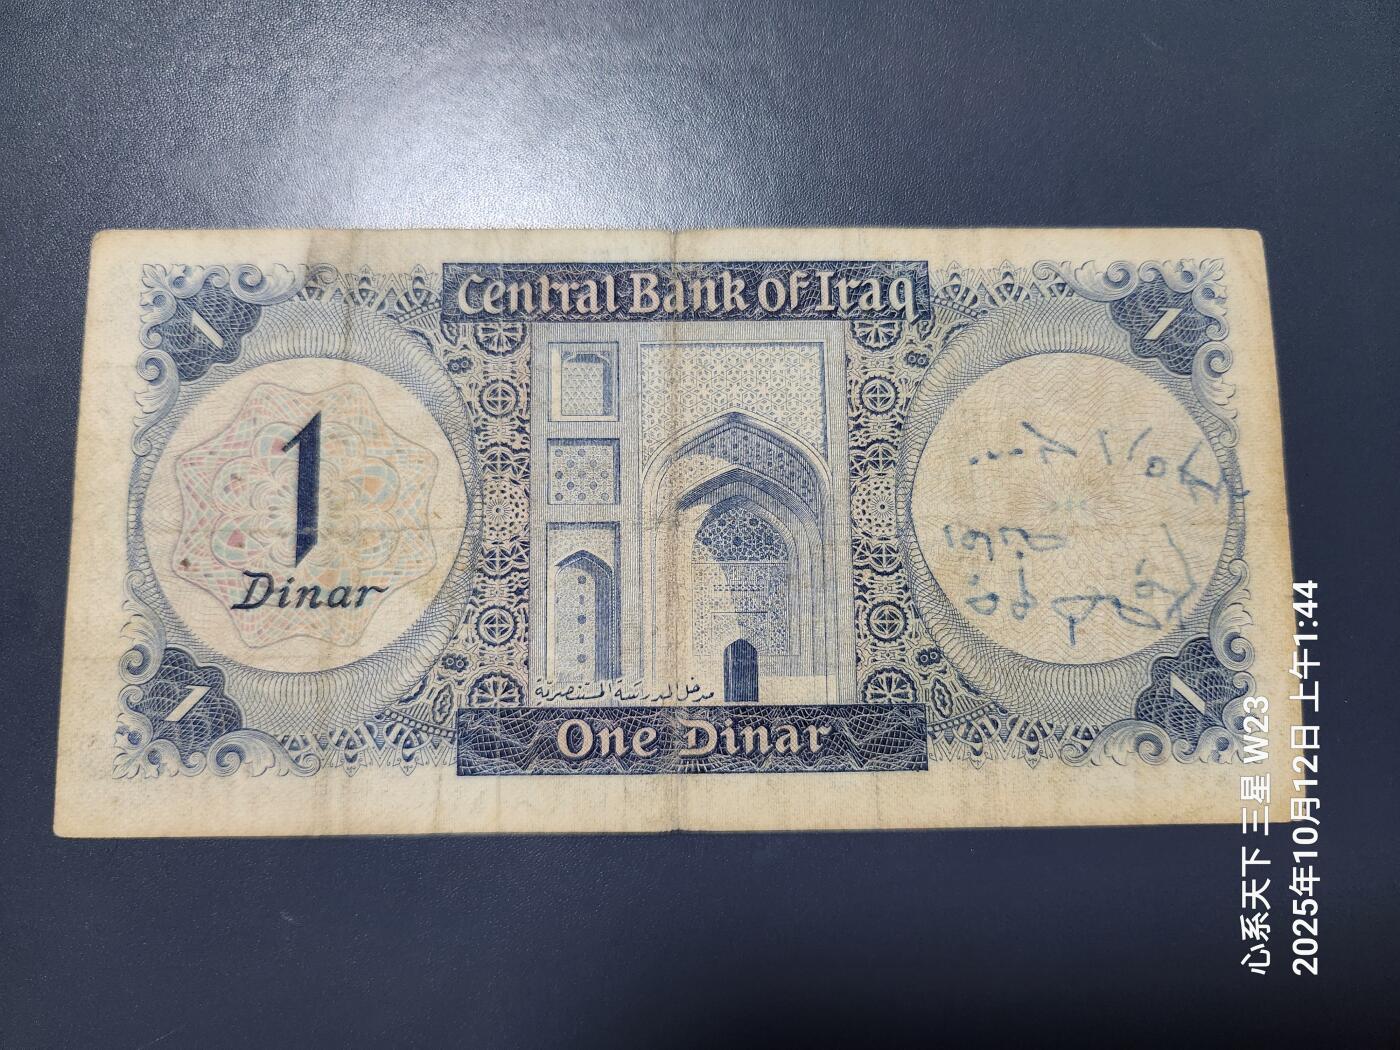 Central Bank of Iraq
1
1
1
Dinar
مدخل المدرسة المستنصرية
1
1
One Dinar
心系天下 三星 W23
2025年10月12日 上午1:44